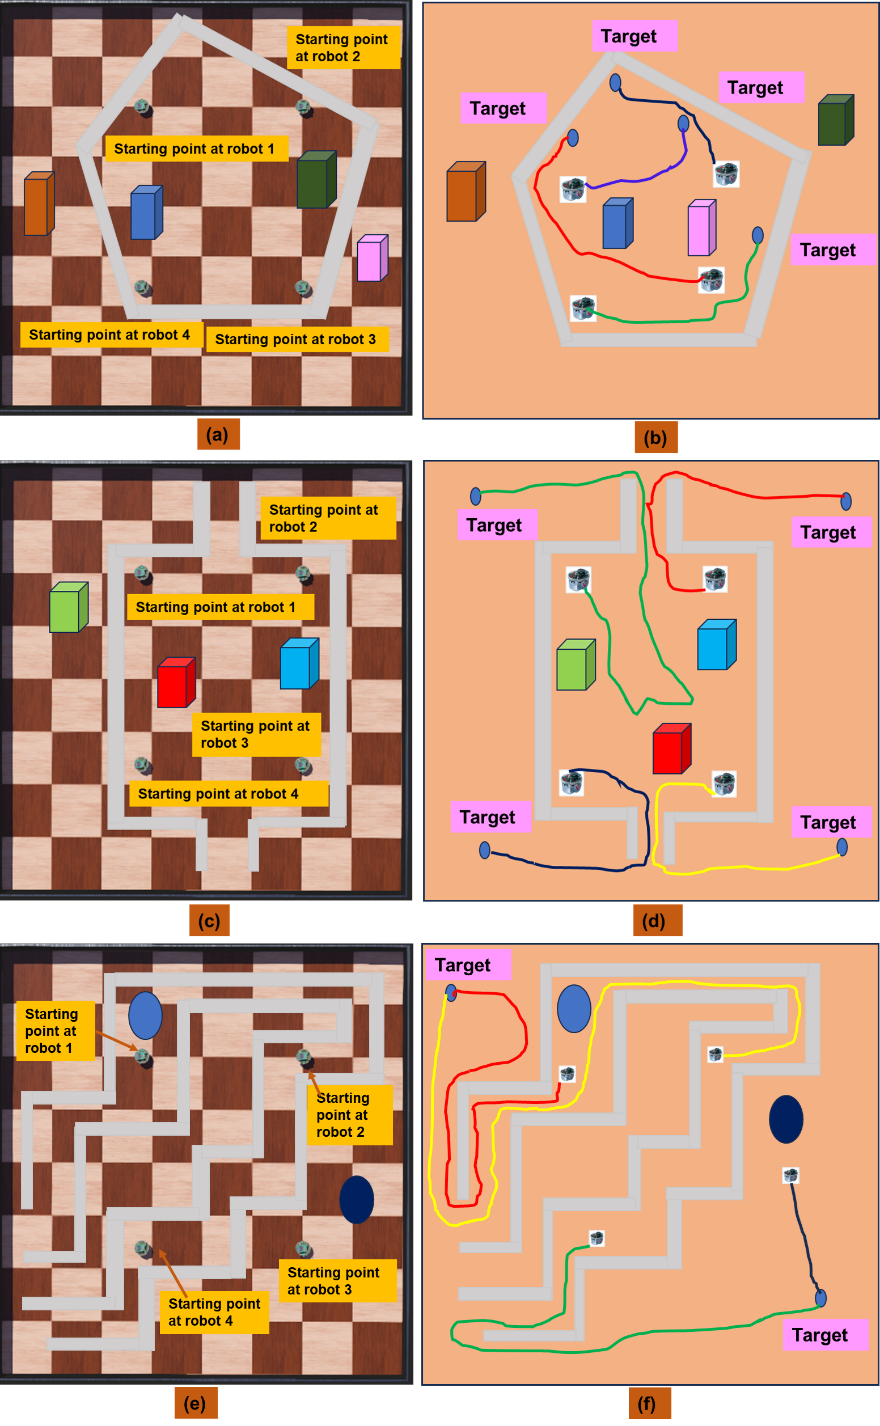 Starting point
at robot 2
Starting point at robot 1
Starting point at robot 4
Starting point at robot 3
(a)
Target
Target
Target
Target
(b)
Starting point at
robot 2
Starting point at robot 1
Starting point at
robot 3
Starting point at robot 4
(c)
Target
Target
Target
Target
(d)
Starting
point at
robot 1
Starting
point at
robot 2
Starting point
at robot 3
Starting point
at robot 4
(e)
Target
Target
(f)